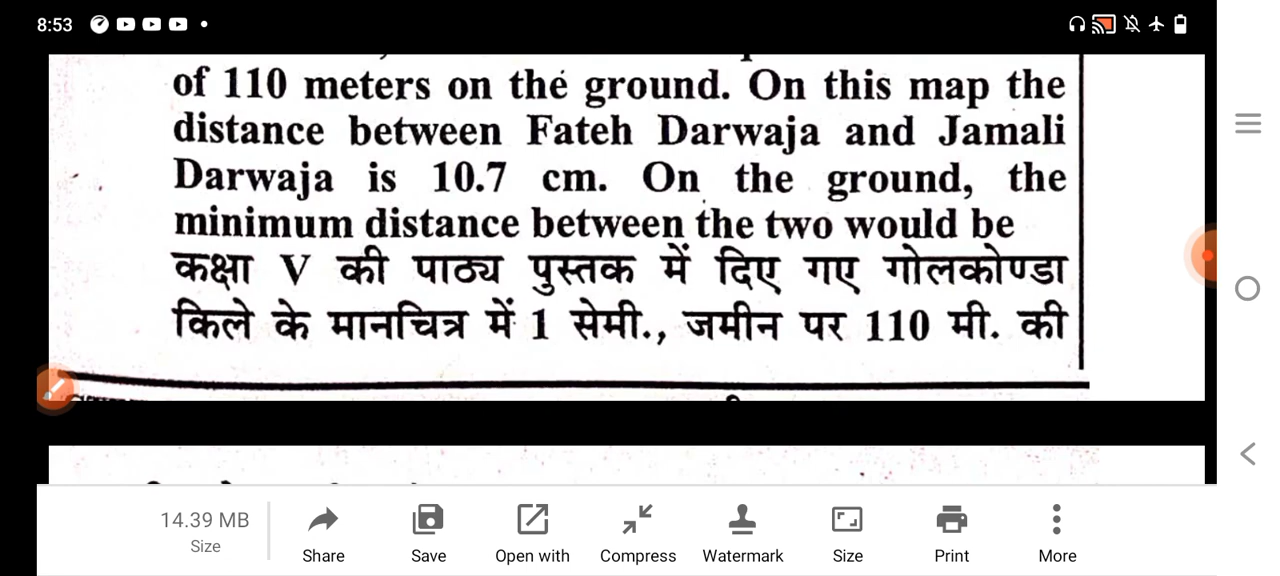 8:53
of 110 meters on the ground. On this map the
distance between Fateh Darwaja and Jamali
Darwaja is 10.7 cm. On the ground, the
minimum distance between the two would be
कक्षा V की पाठ्य पुस्तक में दिए गए गोलकोण्डा
किले के मानचित्र में 1 सेमी., जमीन पर 110 मी. की
14.39 MB
Size
Share
Save
Open with
Compress
Watermark
Size
Print
More